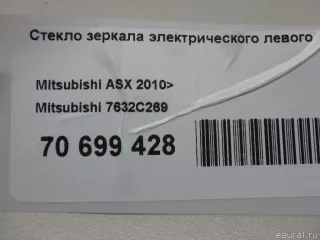 Стекло зеркала электрического левого
Mitsubishi ASX 2010>
Mitsubishi 7632C269
70 699 428
eaural.ru